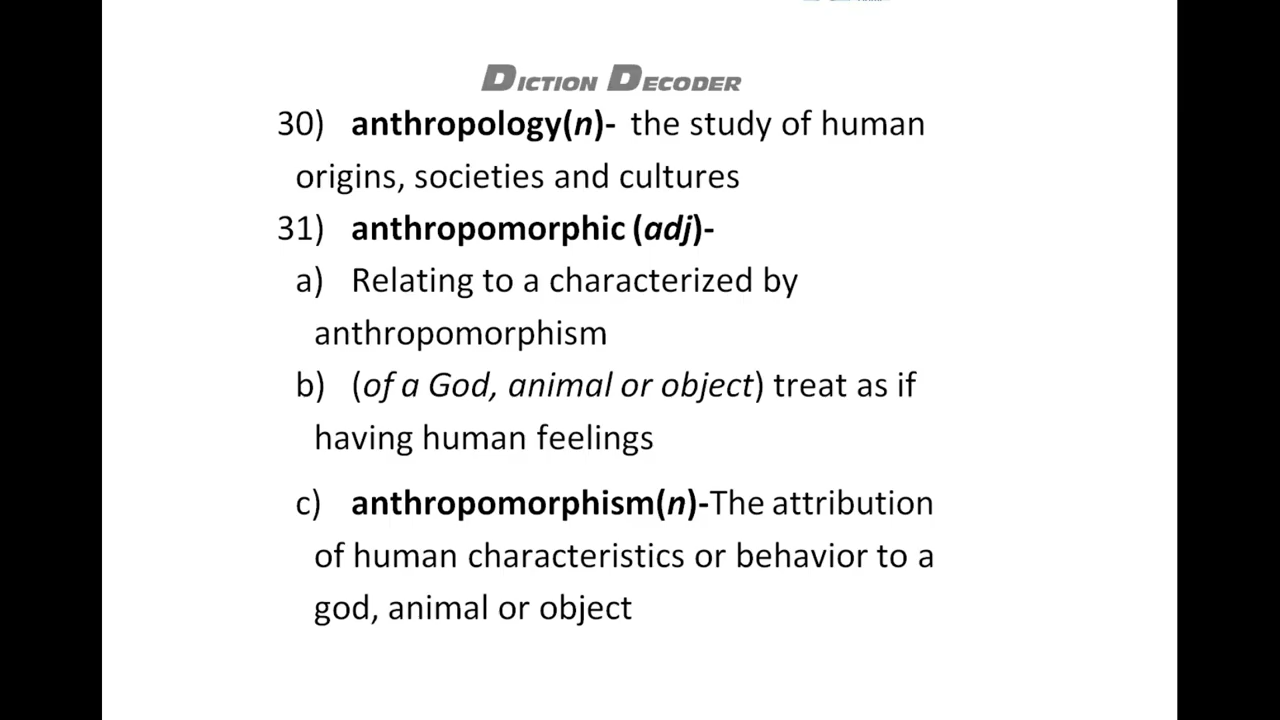 DICTION DECODER
30) anthropology(n)- the study of human
origins, societies and cultures
31) anthropomorphic (adj)-
a) Relating to a characterized by
anthropomorphism
b) (of a God, animal or object) treat as if
having human feelings
c) anthropomorphism(n)-The attribution
of human characteristics or behavior to a
god, animal or object